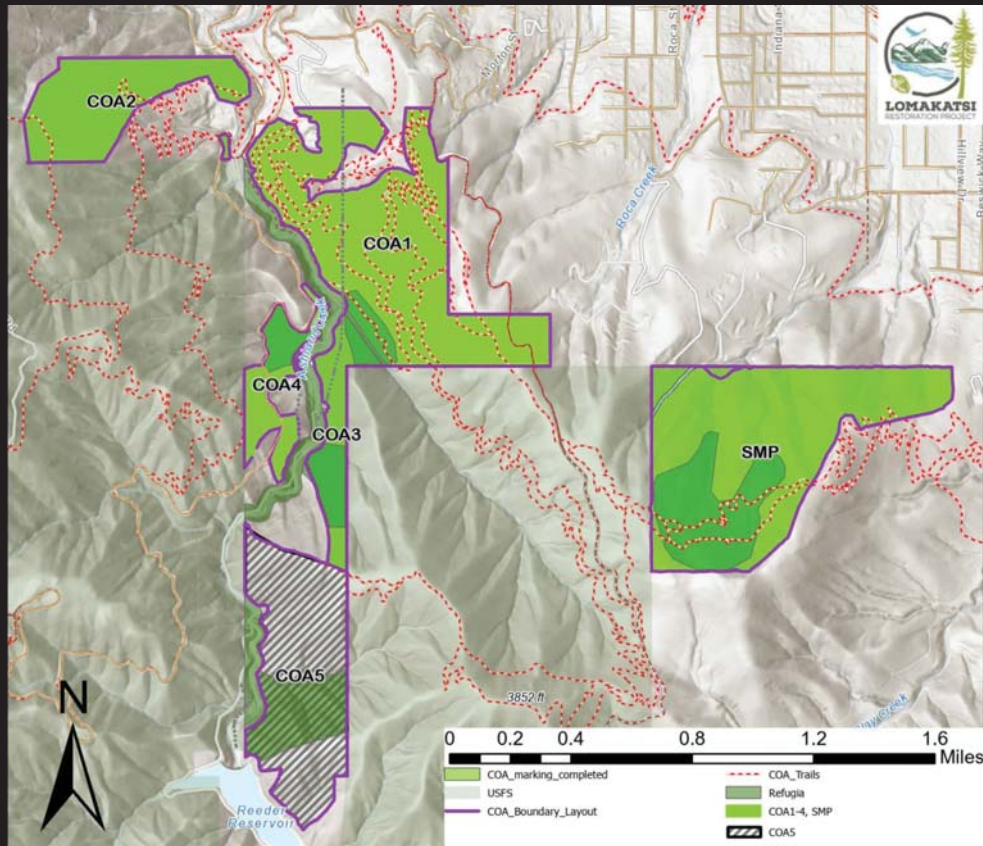 Roca St
Indiana
Morton St
LOMAKATSI
RESTORATION PROJECT
COA2
Hillview Dr
Roca Creek
COA1
Ashland Creek
COA4
COA3
SMP
COA5
3852 ft
N
Reeder
Reservoir
0 0.2 0.4 0.8 1.2 1.6
Miles
COA_marking_completed
USFS
COA_Boundary_Layout
COA_Trails
Refugia
COA1-4, SMP
COA5